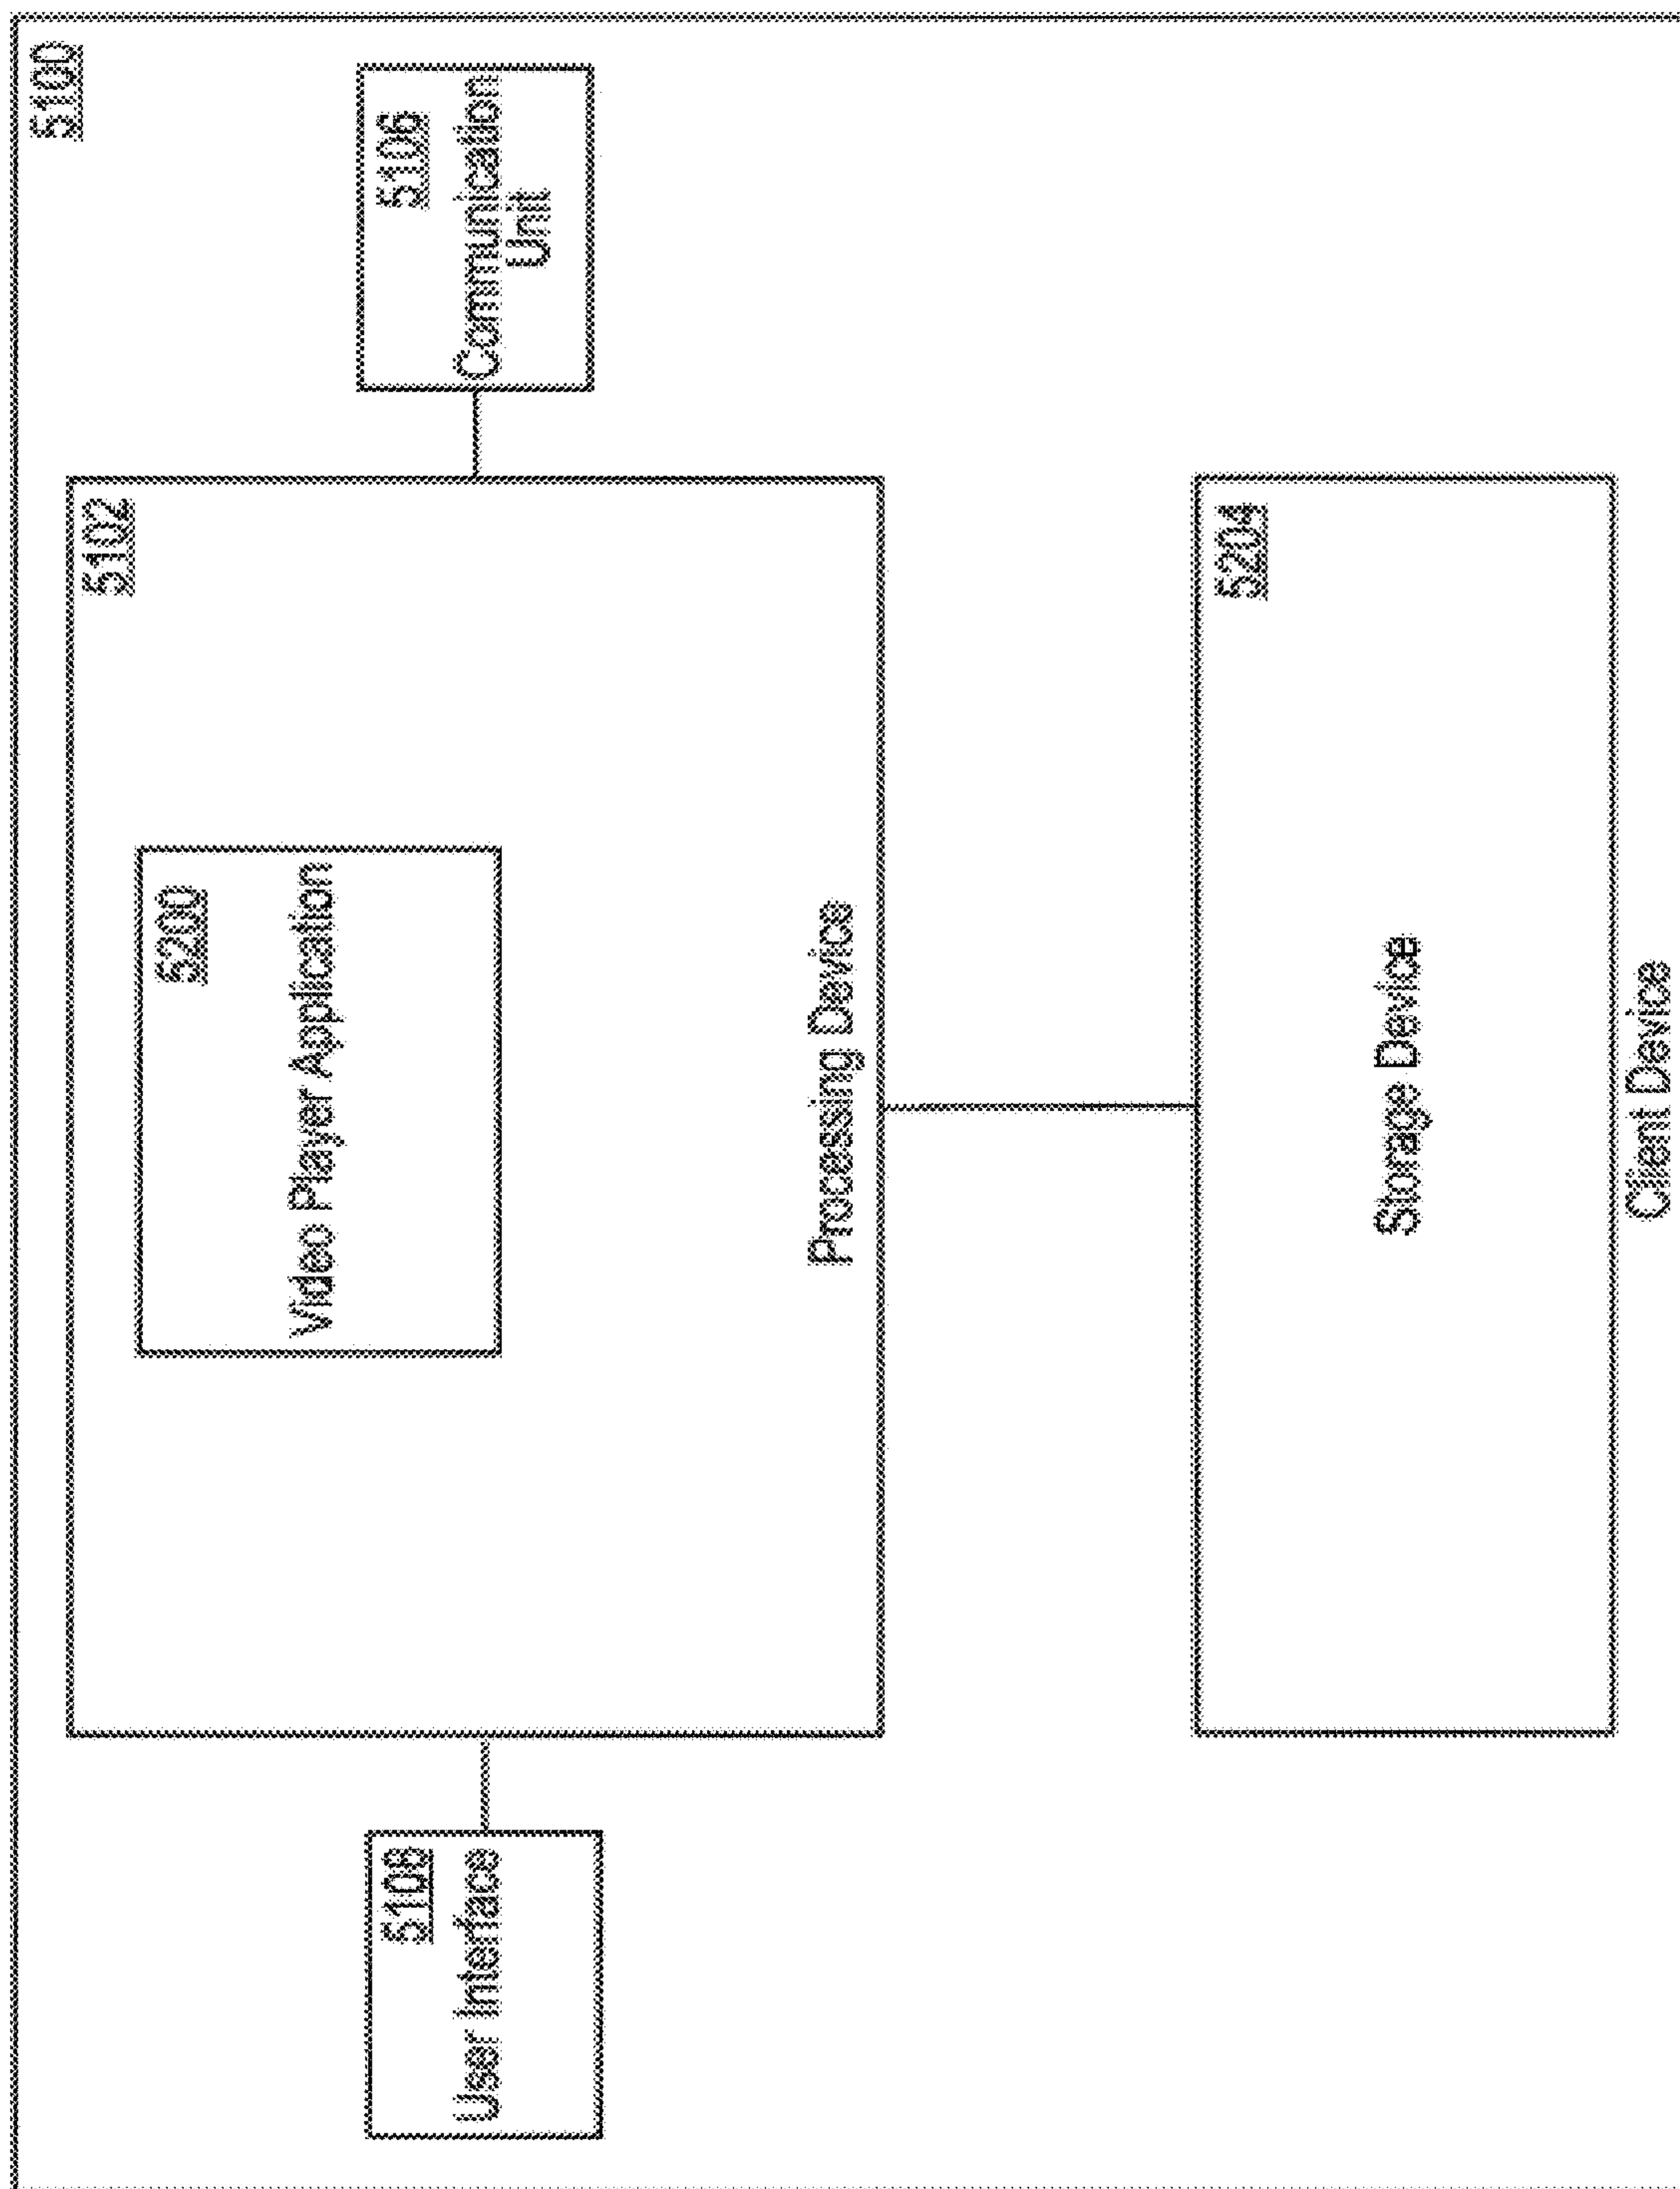 5100
5102
5200
Video Player Application
Processing Device
5108
User Interface
5106
Communication
Unit
5204
Storage Device
Client Device